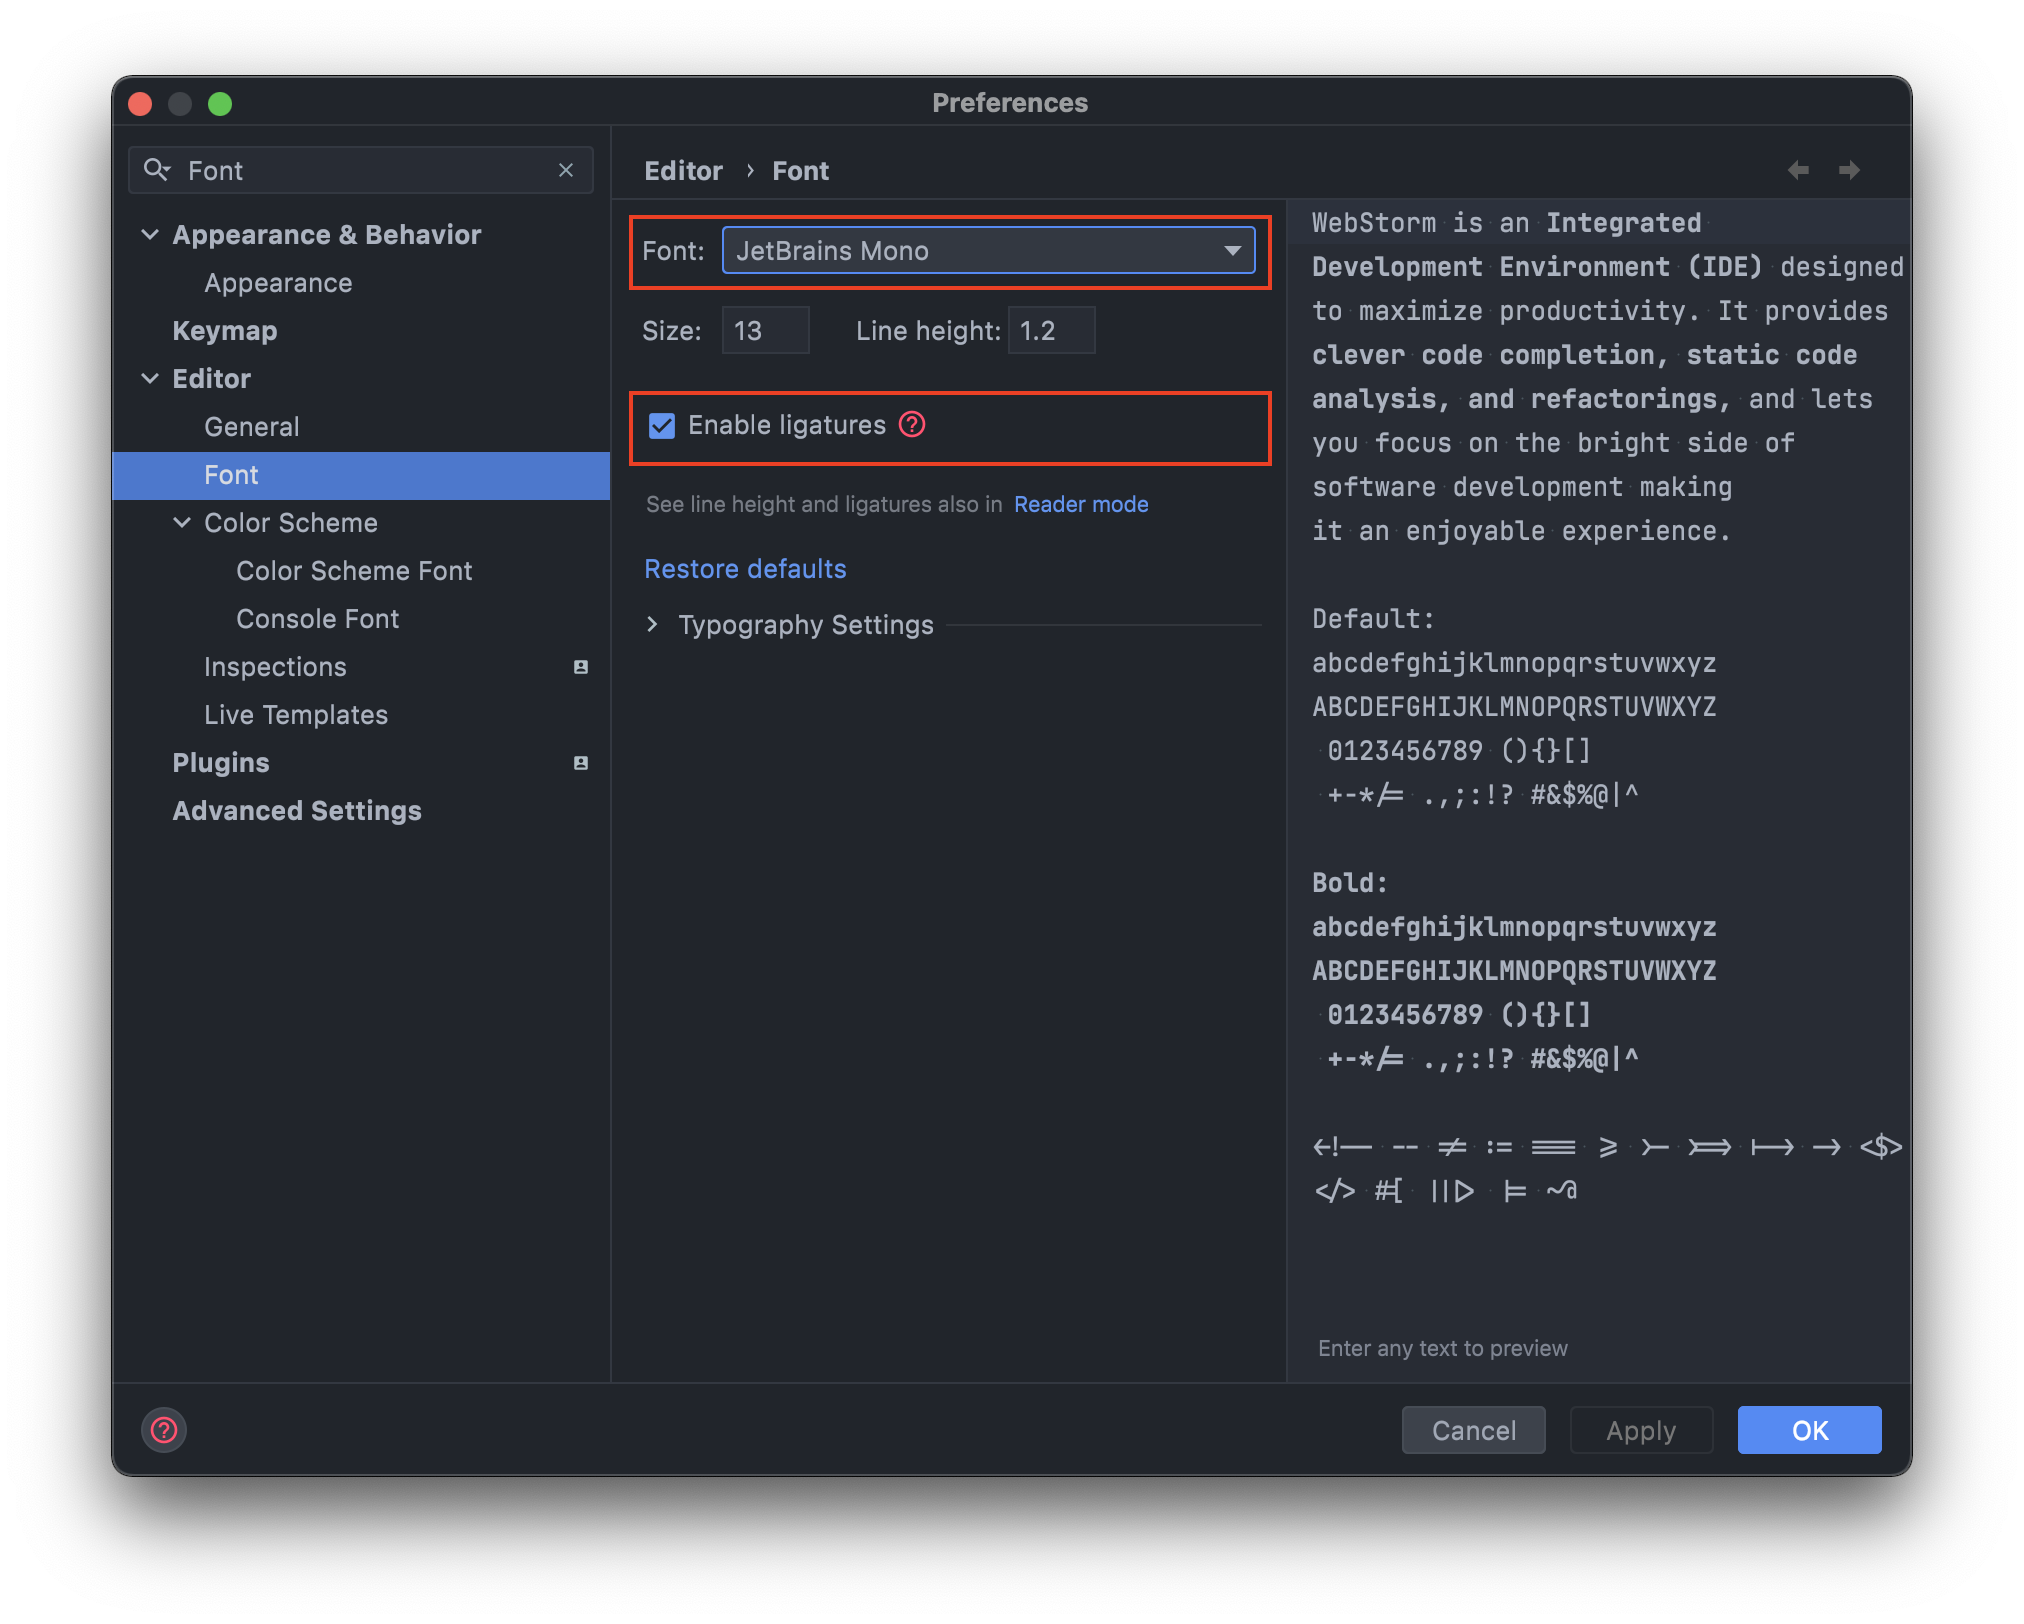 Preferences
Font
Appearance & Behavior
Appearance
Keymap
Editor
General
Font
Color Scheme
Color Scheme Font
Console Font
Inspections
Live Templates
Plugins
Advanced Settings
Editor › Font
Font: JetBrains Mono
Size: 13 Line height: 1.2
Enable ligatures ?
See line height and ligatures also in Reader mode
Restore defaults
Typography Settings
WebStorm is an Integrated
Development Environment (IDE) designed
to maximize productivity. It provides
clever code completion, static code
analysis, and refactorings, and lets
you focus on the bright side of
software development making
it an enjoyable experience.
Default:
abcdefghijklmnopqrstuvwxyz
ABCDEFGHIJKLMNOPQRSTUVWXYZ
0123456789 (){}[]
+-*/= .,;:!? #&$%@|^
Bold:
abcdefghijklmnopqrstuvwxyz
ABCDEFGHIJKLMNOPQRSTUVWXYZ
0123456789 (){}[]
+-*/= .,;:!? #&$%@|^
<!-- -- != := === >= >- >=> |-> -> <$>
</> #[ ||> |= ~@
Enter any text to preview
?
Cancel Apply OK